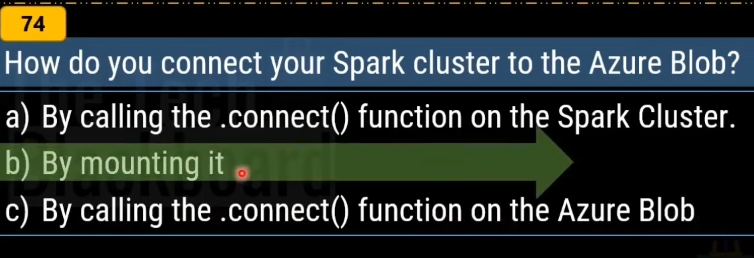 74
How do you connect your Spark cluster to the Azure Blob?
a) By calling the .connect() function on the Spark Cluster.
b) By mounting it .
c) By calling the .connect() function on the Azure Blob